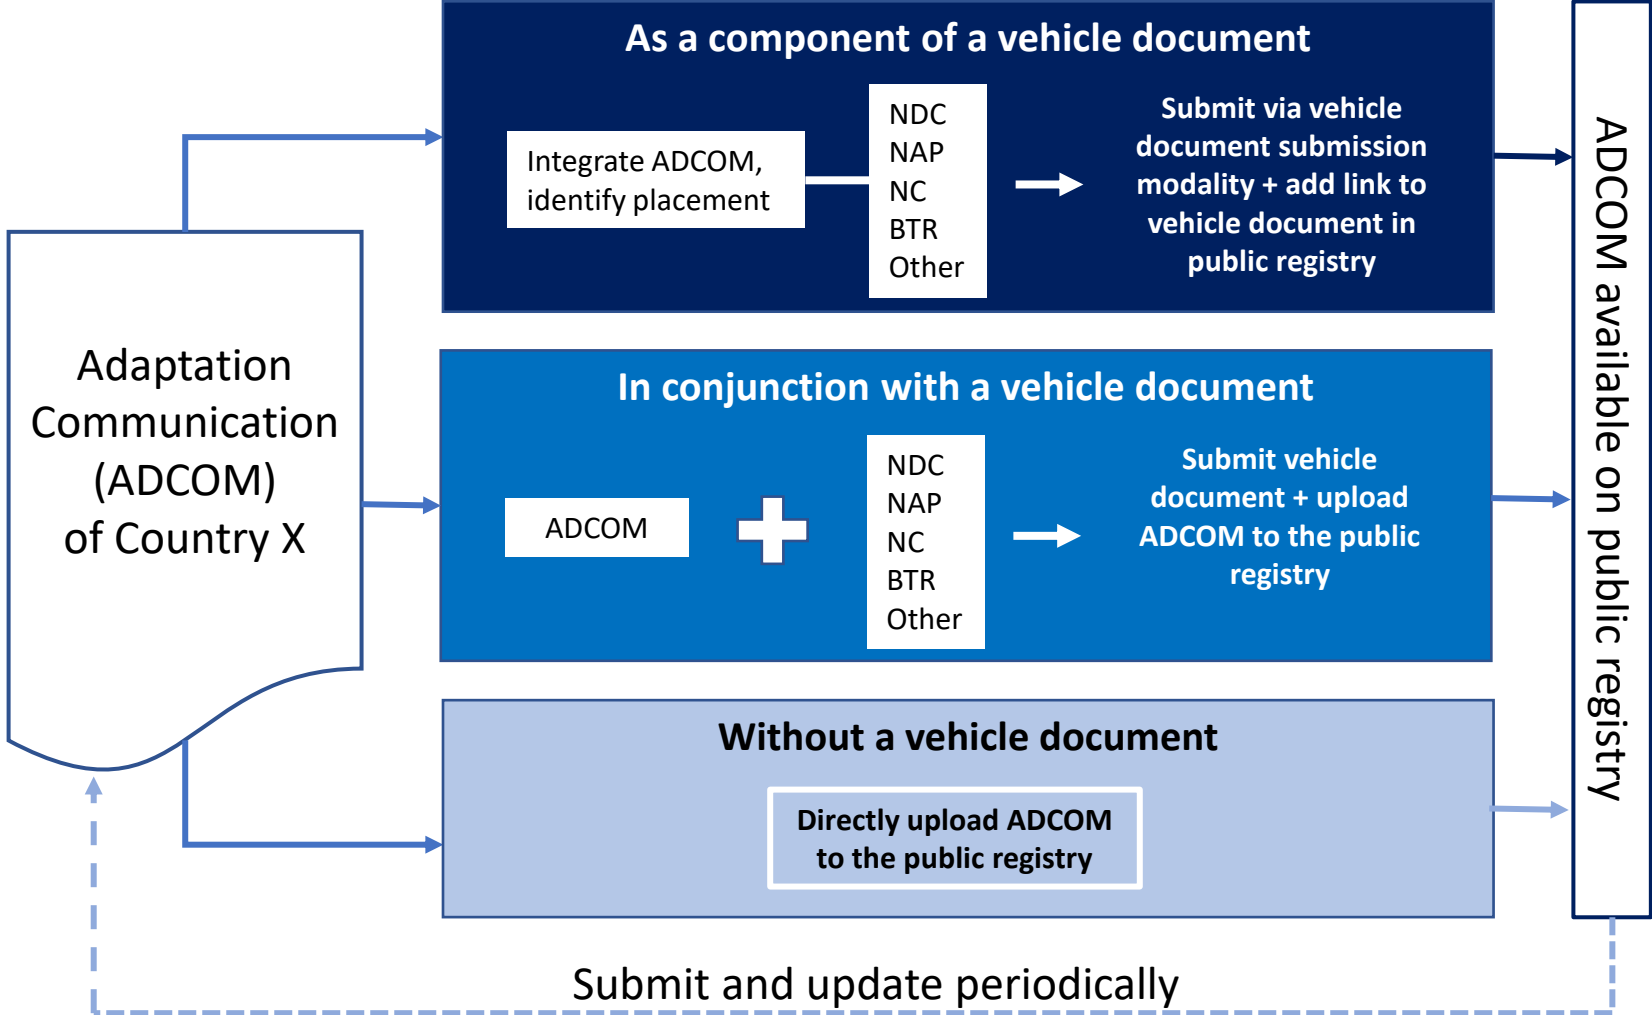 As a component of a vehicle document
Integrate ADCOM,
identify placement
NDC
NAP
NC
BTR
Other
Submit via vehicle
document submission
modality + add link to
vehicle document in
public registry
Adaptation
Communication
(ADCOM)
of Country X
In conjunction with a vehicle document
ADCOM
NDC
NAP
NC
BTR
Other
Submit vehicle
document + upload
ADCOM to the public
registry
Without a vehicle document
Directly upload ADCOM
to the public registry
ADCOM available on public registry
Submit and update periodically